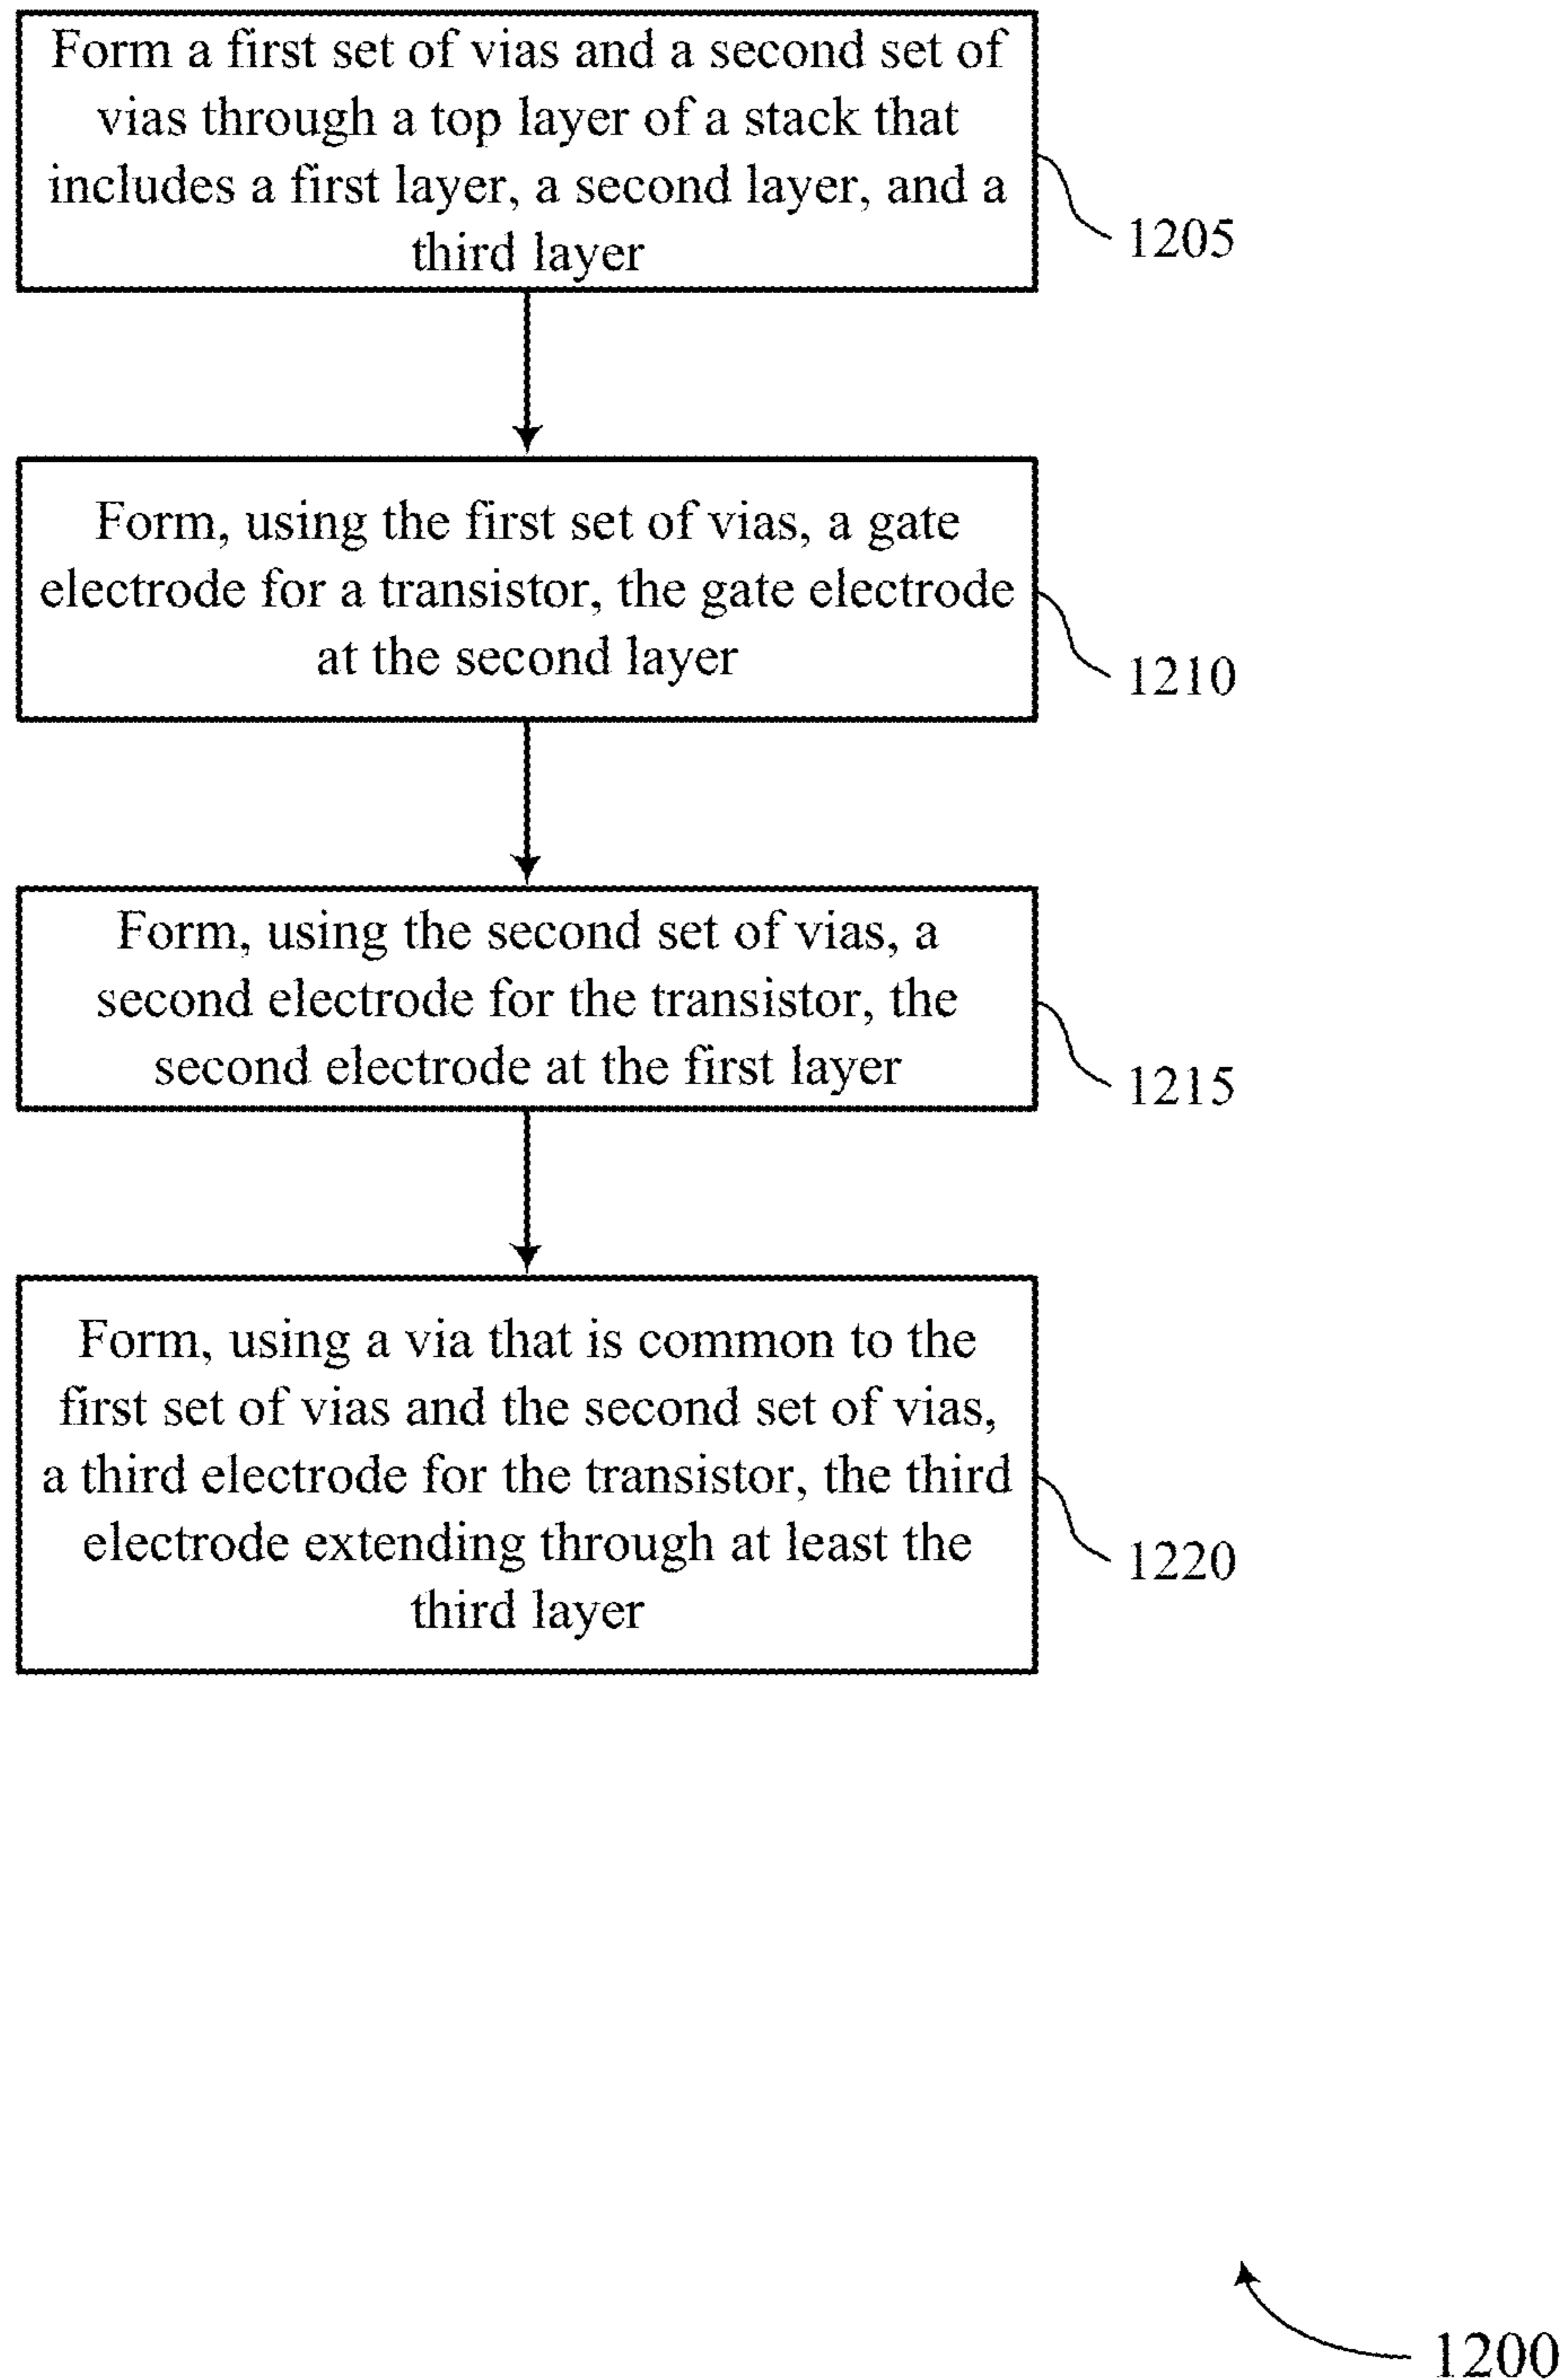 Form a first set of vias and a second set of
vias through a top layer of a stack that
includes a first layer, a second layer, and a
third layer
1205
Form, using the first set of vias, a gate
electrode for a transistor, the gate electrode
at the second layer
1210
Form, using the second set of vias, a
second electrode for the transistor, the
second electrode at the first layer
1215
Form, using a via that is common to the
first set of vias and the second set of vias,
a third electrode for the transistor, the third
electrode extending through at least the
third layer
1220
1200